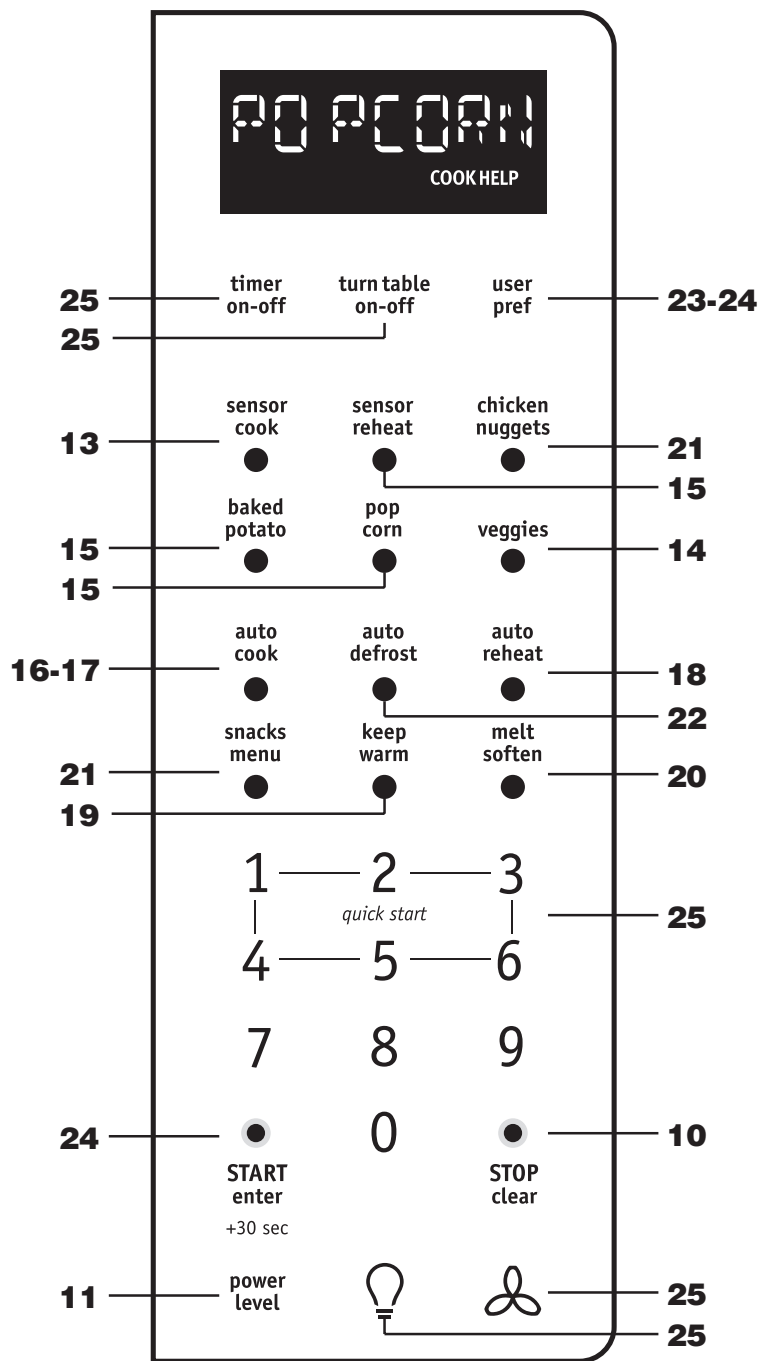 PO PCORN
COOK HELP
25
timer
on-off
turn table
on-off
user
pref
23-24
25
13
sensor
cook
sensor
reheat
chicken
nuggets
21
15
15
baked
potato
pop
corn
veggies
14
15
16-17
auto
cook
auto
defrost
auto
reheat
18
22
21
snacks
menu
keep
warm
melt
soften
20
19
1
2
3
quick start
25
4
5
6
7
8
9
24
0
10
START
enter
+30 sec
STOP
clear
11
power
level
25
25